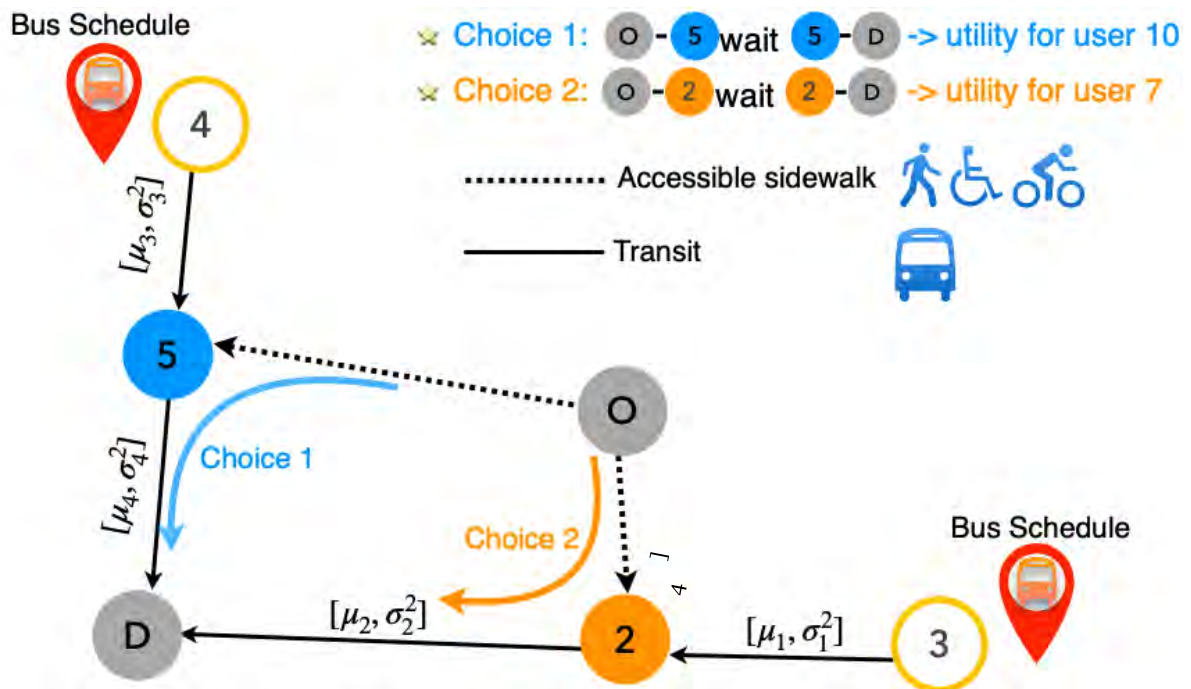 Bus Schedule
Choice 1: O - 5 wait 5 - D -> utility for user 10
Choice 2: O - 2 wait 2 - D -> utility for user 7
4
Accessible sidewalk
Transit
[μ₃, σ₃²]
5
O
Choice 1
[μ₄, σ₄²]
Choice 2
Bus Schedule
]
4
D
[μ₂, σ₂²]
2
[μ₁, σ₁²]
3